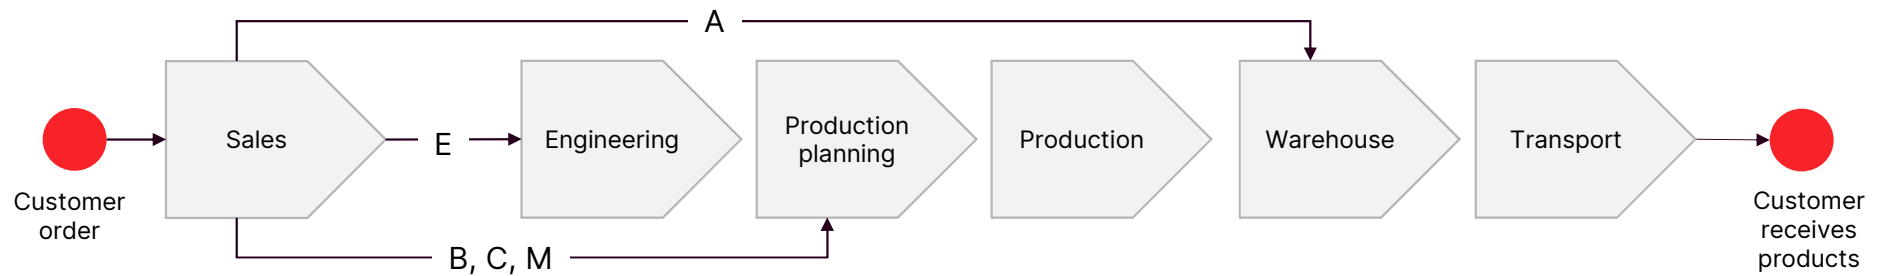 A
Sales
E
Engineering
Production
planning
Production
Warehouse
Transport
Customer
order
Customer
receives
products
B, C, M